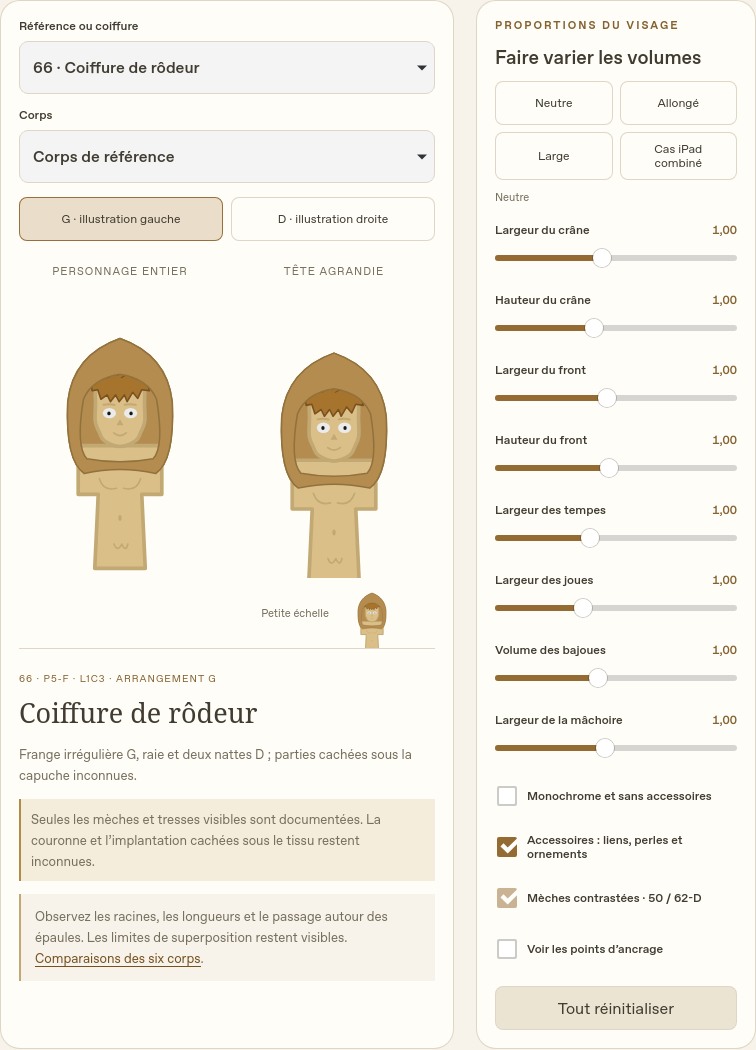 Référence ou coiffure
66 · Coiffure de rôdeur
Corps
Corps de référence
G · illustration gauche
D · illustration droite
PERSONNAGE ENTIER
TÊTE AGRANDIE
Petite échelle
66 · P5-F · L1C3 · ARRANGEMENT G
Coiffure de rôdeur
Frange irrégulière G, raie et deux nattes D ; parties cachées sous la
capuche inconnues.
Seules les mèches et tresses visibles sont documentées. La
couronne et l’implantation cachées sous le tissu restent
inconnues.
Observez les racines, les longueurs et le passage autour des
épaules. Les limites de superposition restent visibles.
Comparaisons des six corps.
PROPORTIONS DU VISAGE
Faire varier les volumes
Neutre
Allongé
Large
Cas iPad
combiné
Neutre
Largeur du crâne 1,00
Hauteur du crâne 1,00
Largeur du front 1,00
Hauteur du front 1,00
Largeur des tempes 1,00
Largeur des joues 1,00
Volume des bajoues 1,00
Largeur de la mâchoire 1,00
Monochrome et sans accessoires
Accessoires : liens, perles et
ornements
Mèches contrastées · 50 / 62-D
Voir les points d’ancrage
Tout réinitialiser